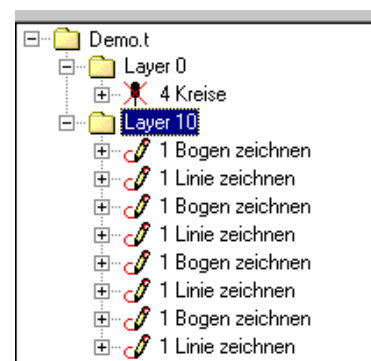 Demo.t
Layer 0
4 Kreise
Layer 10
1 Bogen zeichnen
1 Linie zeichnen
1 Bogen zeichnen
1 Linie zeichnen
1 Bogen zeichnen
1 Linie zeichnen
1 Bogen zeichnen
1 Linie zeichnen